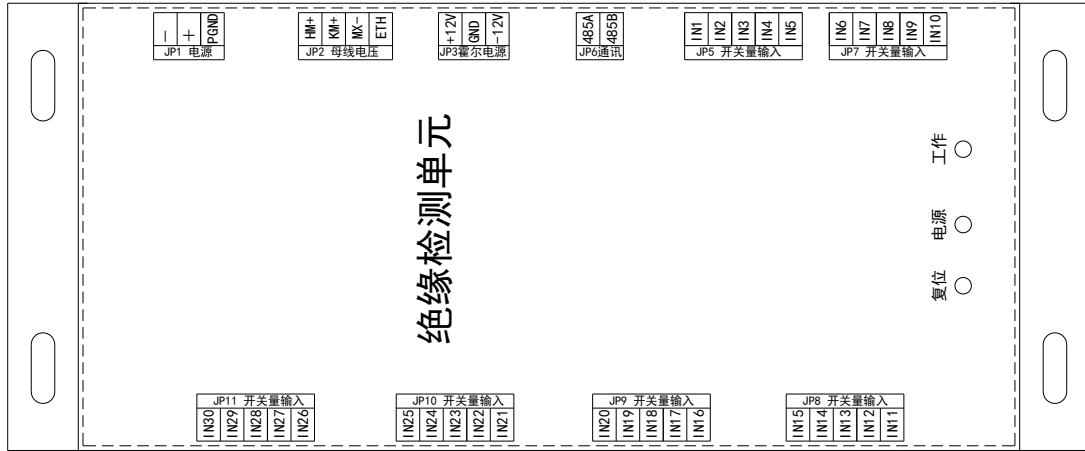 —
+
PGND
JP1 电源
HM+
KM+
MX-
ETH
JP2 母线电压
+12V
GND
-12V
JP3霍尔电源
485A
485B
JP6通讯
IN1
IN2
IN3
IN4
IN5
JP5 开关量输入
IN6
IN7
IN8
IN9
IN10
JP7 开关量输入
绝缘检测单元
工作
电源
复位
JP11 开关量输入
IN30
IN29
IN28
IN27
IN26
JP10 开关量输入
IN25
IN24
IN23
IN22
IN21
JP9 开关量输入
IN20
IN19
IN18
IN17
IN16
JP8 开关量输入
IN15
IN14
IN13
IN12
IN11